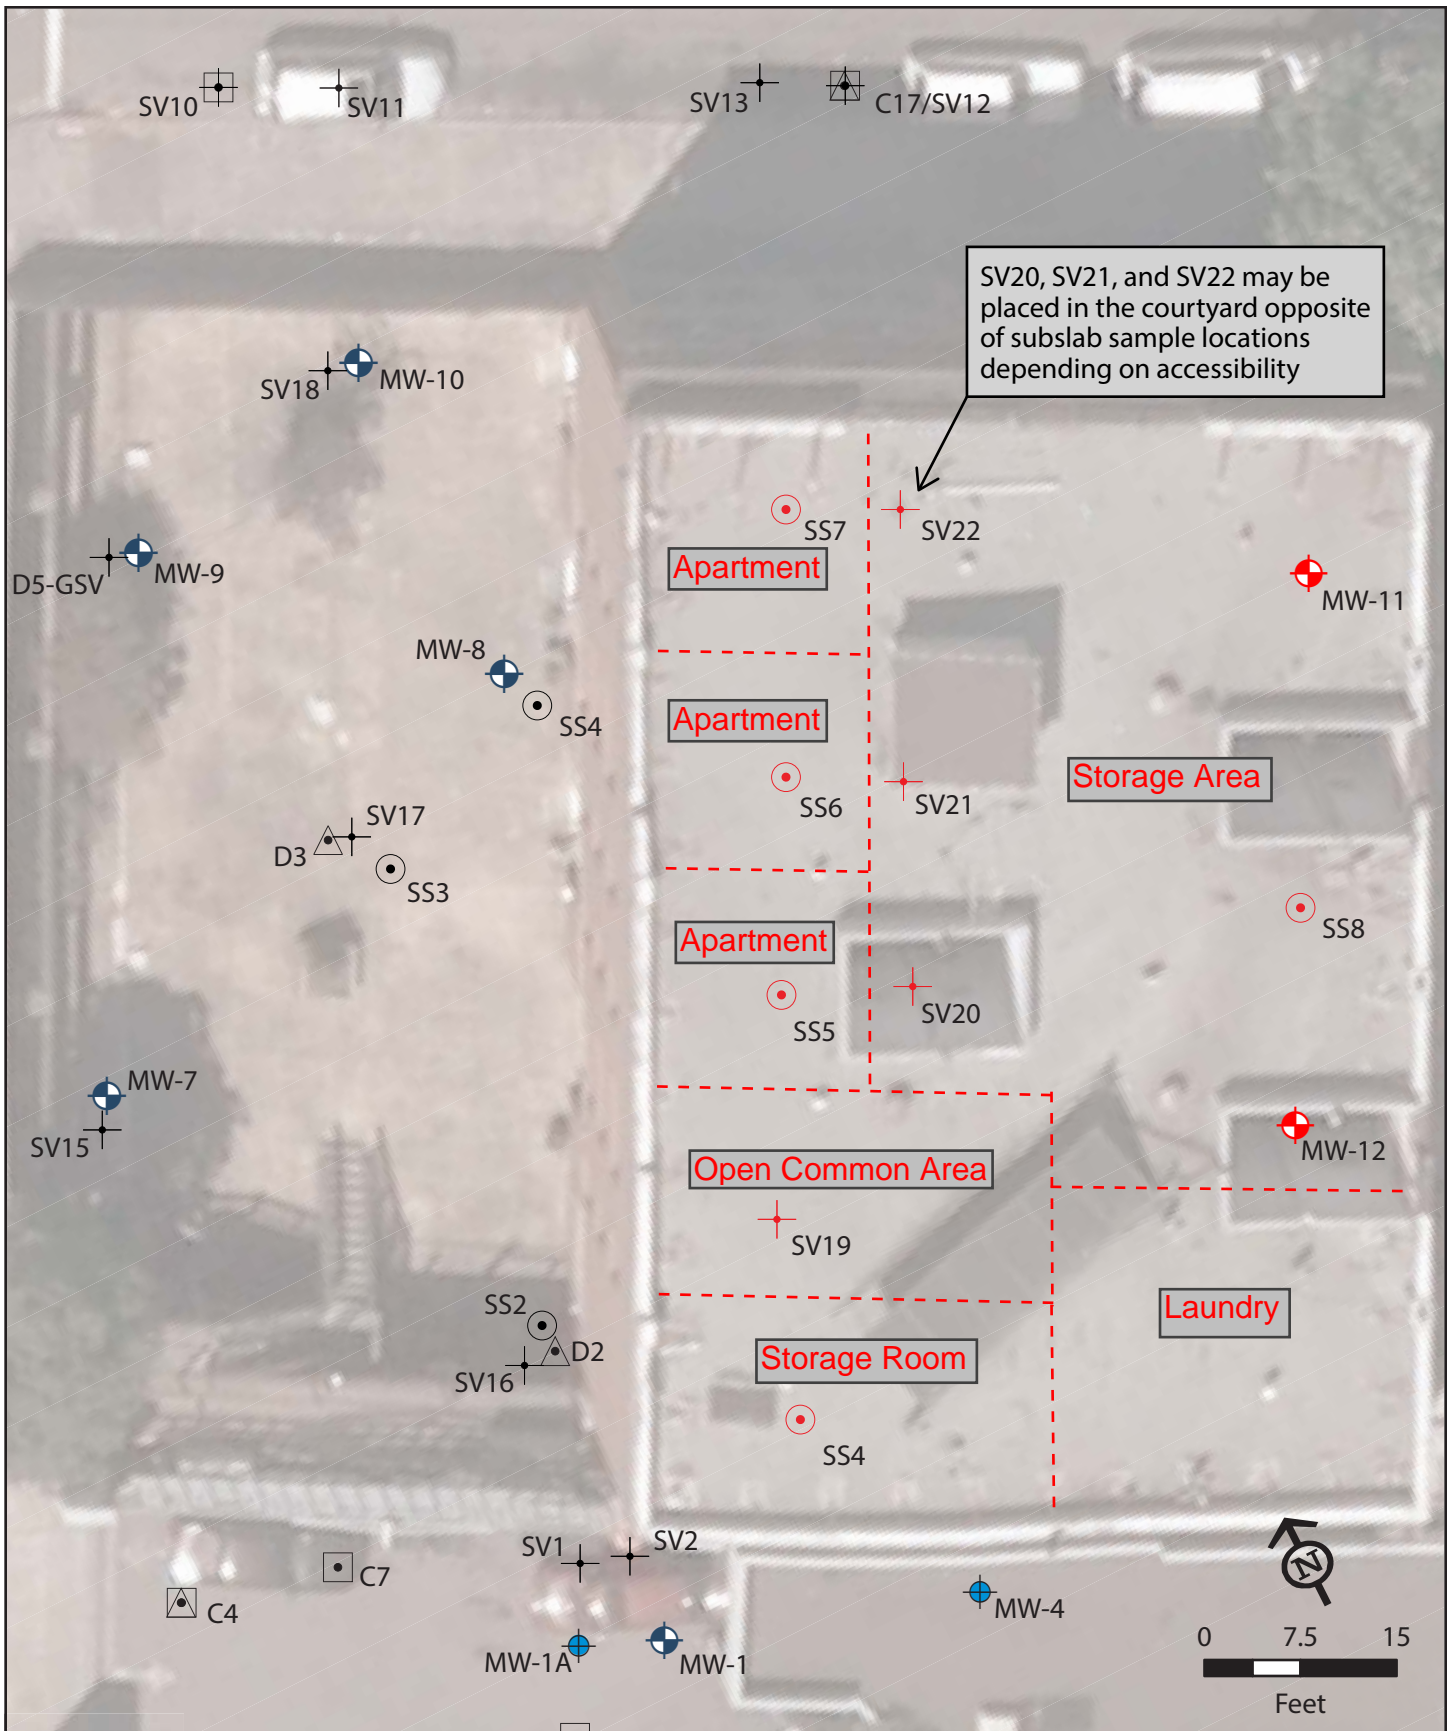 SV10
SV11
SV13
C17/SV12
SV20, SV21, and SV22 may be
placed in the courtyard opposite
of subslab sample locations
depending on accessibility
SV18
MW-10
SS7
SV22
D5-GSV
MW-9
Apartment
MW-11
MW-8
SS4
Apartment
SS6
SV21
Storage Area
SV17
D3
SS3
SS8
Apartment
SS5
SV20
MW-7
SV15
MW-12
Open Common Area
SV19
SS2
D2
SV16
Laundry
Storage Room
SS4
SV1
SV2
C7
C4
MW-4
MW-1A
MW-1
N
0 7.5 15
Feet